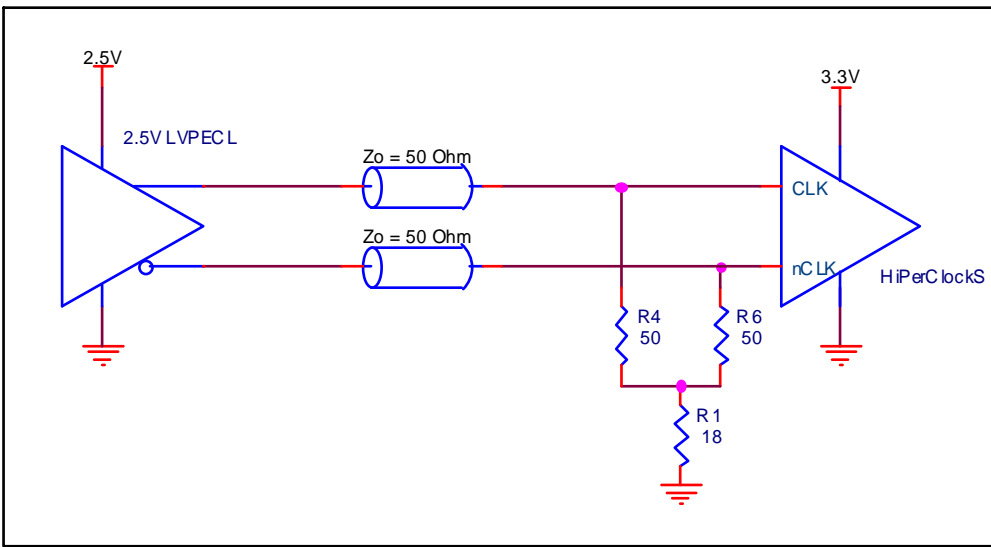 2.5V
3.3V
2.5V LVPECL
Zo = 50 Ohm
CLK
Zo = 50 Ohm
nCLK
HiPerClockS
R4
50
R6
50
R1
18